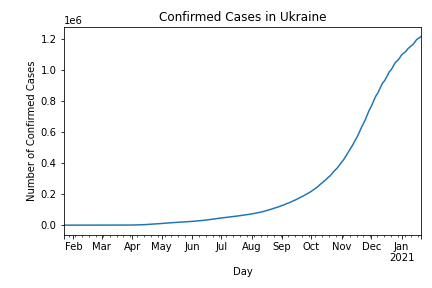 Confirmed Cases in Ukraine
1e6
Number of Confirmed Cases
1.2
1.0
0.8
0.6
0.4
0.2
0.0
Feb Mar Apr May Jun Jul Aug Sep Oct Nov Dec Jan
2021
Day